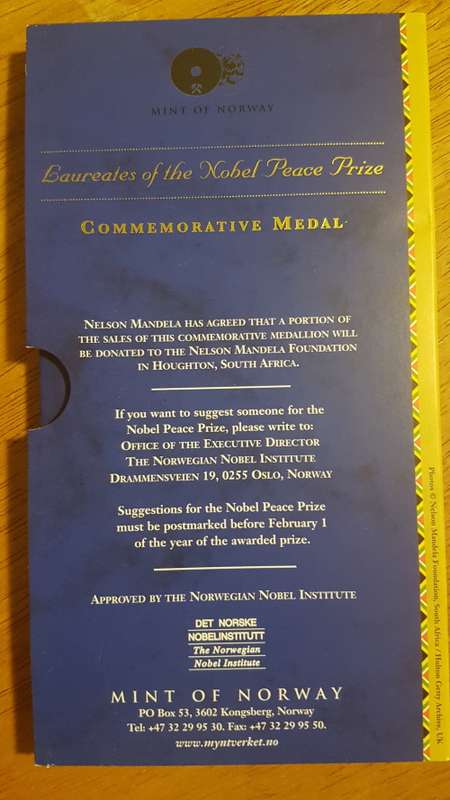 MINT OF NORWAY
Laureates of the Nobel Peace Prize
COMMEMORATIVE MEDAL
NELSON MANDELA HAS AGREED THAT A PORTION OF
THE SALES OF THIS COMMEMORATIVE MEDALLION WILL
BE DONATED TO THE NELSON MANDELA FOUNDATION
IN HOUGHTON, SOUTH AFRICA.
If you want to suggest someone for the
Nobel Peace Prize, please write to:
OFFICE OF THE EXECUTIVE DIRECTOR
THE NORWEGIAN NOBEL INSTITUTE
DRAMMENSVEIEN 19, 0255 OSLO, NORWAY
Suggestions for the Nobel Peace Prize
must be postmarked before February 1
of the year of the awarded prize.
APPROVED BY THE NORWEGIAN NOBEL INSTITUTE
DET NORSKE
NOBELINSTITUTT
The Norwegian
Nobel Institute
MINT OF NORWAY
PO Box 53, 3602 Kongsberg, Norway
Tel: +47 32 29 95 30. Fax: +47 32 29 95 50.
www.myntverket.no
Photos © Nelson Mandela Foundation, South Africa / Hulton Getty Archive, UK